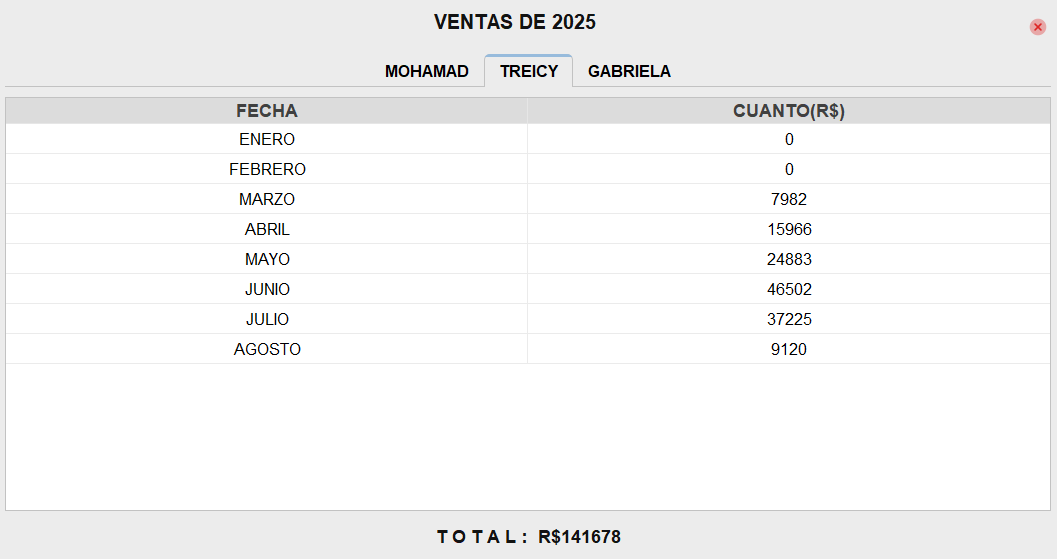 VENTAS DE 2025
MOHAMAD TREICY GABRIELA
FECHA CUANTO(R$)
ENERO 0
FEBRERO 0
MARZO 7982
ABRIL 15966
MAYO 24883
JUNIO 46502
JULIO 37225
AGOSTO 9120
T O T A L : R$141678